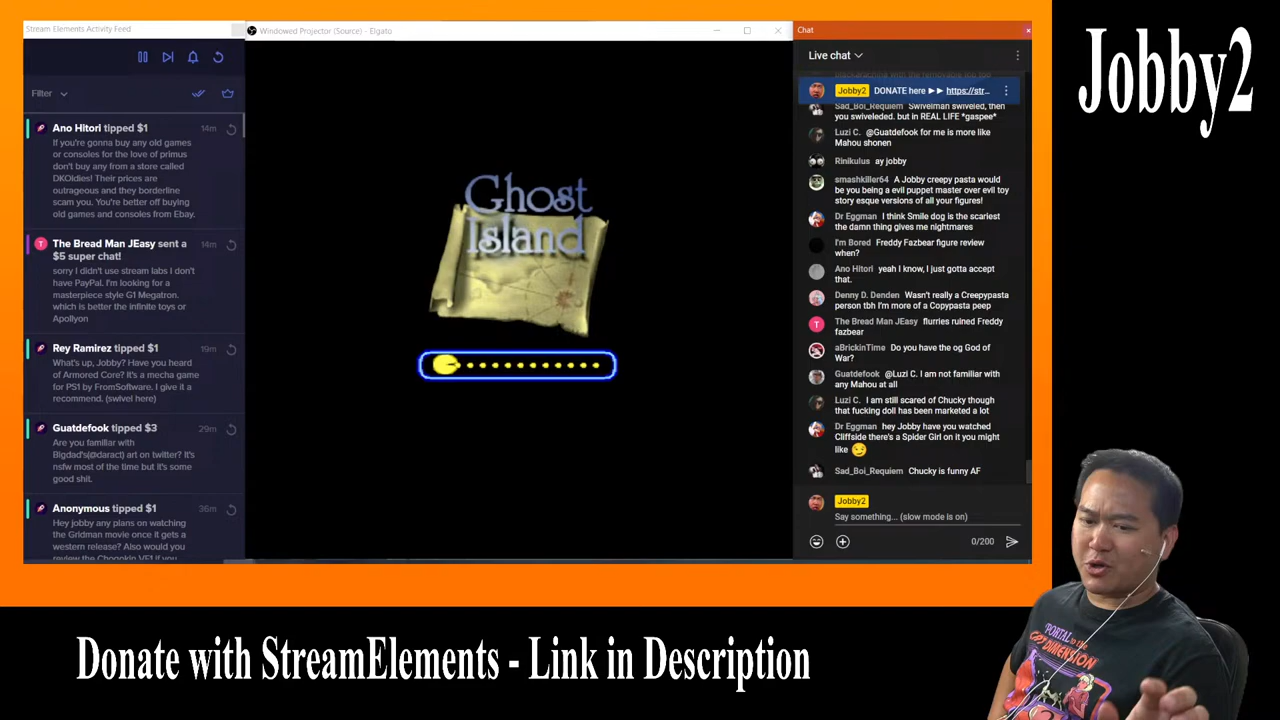 Stream Elements Activity Feed
Filter
Ano Hitori tipped $1
14m
If you're gonna buy any old games
or consoles for the love of primus
don't buy any from a store called
DKOldies! Their prices are
outrageous and they borderline
scam you. You're better off buying
old games and consoles from Ebay.
The Bread Man JEasy sent a
$5 super chat!
14m
sorry I didn't use stream labs I don't
have PayPal. I'm looking for a
masterpiece style G1 Megatron.
which is better the infinite toys or
Apollyon
Rey Ramirez tipped $1
19m
What's up, Jobby? Have you heard
of Armored Core? It's a mecha game
for PS1 by FromSoftware. I give it a
recommend. (swivel here)
Guatdefook tipped $3
29m
Are you familiar with
Bigdad's(@daract) art on twitter? It's
nsfw most of the time but it's some
good shit.
Anonymous tipped $1
36m
Hey jobby any plans on watching
the Gridman movie once it gets a
western release? Also would you
review the Chogokin VF1 if you
Windowed Projector (Source) - Elgato
Ghost
Island
Chat
Live chat
Jobby2 DONATE here ►► https://str...
Sad_Boi_Requiem Swivelman swiveled, then
you swiveleded. but in REAL LIFE *gaspee*
Luzi C. @Guatdefook for me is more like
Mahou shonen
Rinikulus ay jobby
smashkiller64 A Jobby creepy pasta would
be you being a evil puppet master over evil toy
story esque versions of all your figures!
Dr Eggman I think Smile dog is the scariest
the damn thing gives me nightmares
I'm Bored Freddy Fazbear figure review
when?
Ano Hitori yeah I know, I just gotta accept
that.
Denny D. Denden Wasn't really a Creepypasta
person tbh I'm more of a Copypasta peep
The Bread Man JEasy flurries ruined Freddy
fazbear
aBrickinTime Do you have the og God of
War?
Guatdefook @Luzi C. I am not familiar with
any Mahou at all
Luzi C. I am still scared of Chucky though
that fucking doll has been marketed a lot
Dr Eggman hey Jobby have you watched
Cliffside there's a Spider Girl on it you might
like 😏
Sad_Boi_Requiem Chucky is funny AF
Jobby2
Say something... (slow mode is on)
0/200
Jobby2
PORTAL to the
DIMENSION
Donate with StreamElements - Link in Description